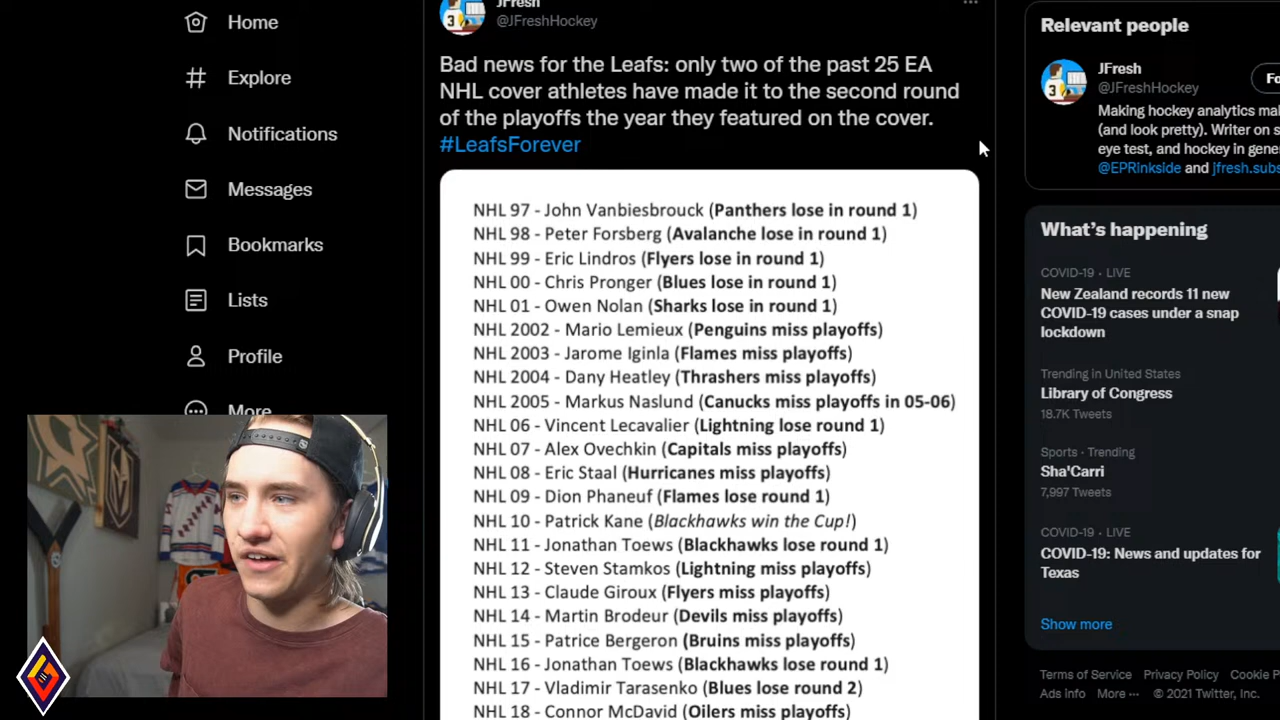 Home
Explore
Notifications
Messages
Bookmarks
Lists
Profile
More
JFresh
@JFreshHockey
Bad news for the Leafs: only two of the past 25 EA
NHL cover athletes have made it to the second round
of the playoffs the year they featured on the cover.
#LeafsForever
NHL 97 - John Vanbiesbrouck (Panthers lose in round 1)
NHL 98 - Peter Forsberg (Avalanche lose in round 1)
NHL 99 - Eric Lindros (Flyers lose in round 1)
NHL 00 - Chris Pronger (Blues lose in round 1)
NHL 01 - Owen Nolan (Sharks lose in round 1)
NHL 2002 - Mario Lemieux (Penguins miss playoffs)
NHL 2003 - Jarome Iginla (Flames miss playoffs)
NHL 2004 - Dany Heatley (Thrashers miss playoffs)
NHL 2005 - Markus Naslund (Canucks miss playoffs in 05-06)
NHL 06 - Vincent Lecavalier (Lightning lose round 1)
NHL 07 - Alex Ovechkin (Capitals miss playoffs)
NHL 08 - Eric Staal (Hurricanes miss playoffs)
NHL 09 - Dion Phaneuf (Flames lose round 1)
NHL 10 - Patrick Kane (Blackhawks win the Cup!)
NHL 11 - Jonathan Toews (Blackhawks lose round 1)
NHL 12 - Steven Stamkos (Lightning miss playoffs)
NHL 13 - Claude Giroux (Flyers miss playoffs)
NHL 14 - Martin Brodeur (Devils miss playoffs)
NHL 15 - Patrice Bergeron (Bruins miss playoffs)
NHL 16 - Jonathan Toews (Blackhawks lose round 1)
NHL 17 - Vladimir Tarasenko (Blues lose round 2)
NHL 18 - Connor McDavid (Oilers miss playoffs)
Relevant people
JFresh
@JFreshHockey
Fo
Making hockey analytics ma
(and look pretty). Writer on s
eye test, and hockey in gener
@EPRinkside and jfresh.subs
What's happening
COVID-19 · LIVE
New Zealand records 11 new
COVID-19 cases under a snap
lockdown
Trending in United States
Library of Congress
18.7K Tweets
Sports · Trending
Sha'Carri
7,997 Tweets
COVID-19 · LIVE
COVID-19: News and updates for
Texas
Show more
Terms of Service Privacy Policy Cookie P
Ads info More ··· © 2021 Twitter, Inc.